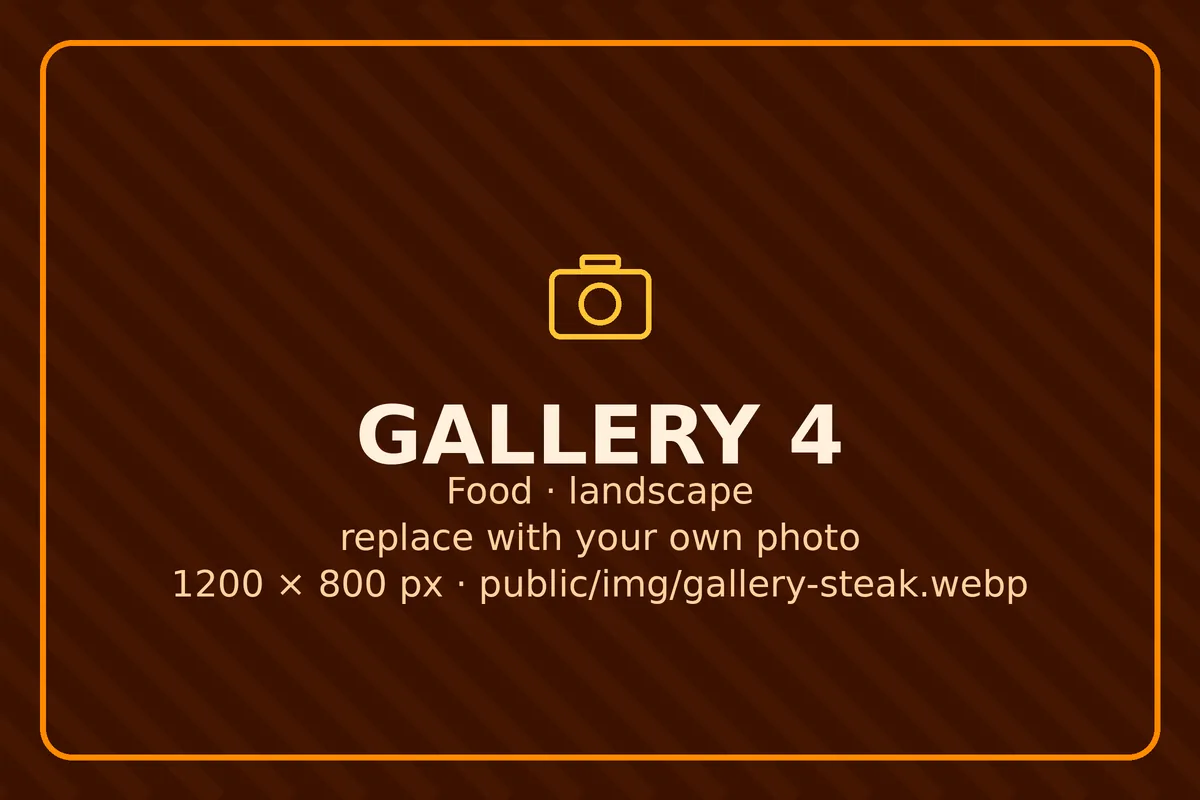 GALLERY 4
Food · landscape
replace with your own photo
1200 × 800 px · public/img/gallery-steak.webp